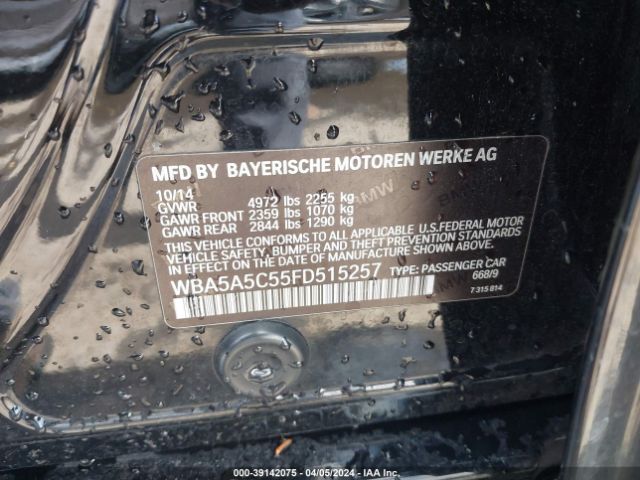 MFD BY BAYERISCHE MOTOREN WERKE AG
10/14
GVWR 4972 lbs 2255 kg
GAWR FRONT 2359 lbs 1070 kg
GAWR REAR 2844 lbs 1290 kg
THIS VEHICLE CONFORMS TO ALL APPLICABLE U.S.FEDERAL MOTOR
VEHICLE SAFETY, BUMPER AND THEFT PREVENTION STANDARDS
IN EFFECT ON THE DATE OF MANUFACTURE SHOWN ABOVE.
WBA5A5C55FD515257 TYPE: PASSENGER CAR
668/9
7 315 814
000-39142075 - 04/05/2024 - IAA Inc.